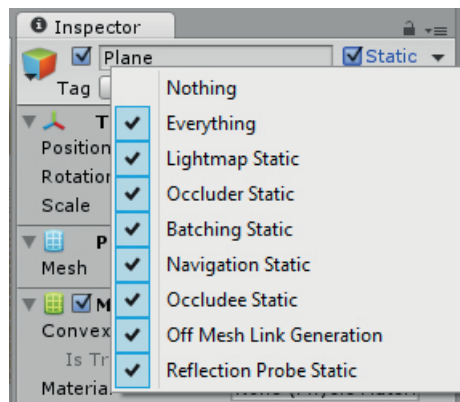 Inspector
Plane Static
Tag Nothing
T Everything
Position Lightmap Static
Rotation Occluder Static
Scale Batching Static
P Navigation Static
Mesh Occludee Static
M Off Mesh Link Generation
Convex Reflection Probe Static
Is Tr
Material